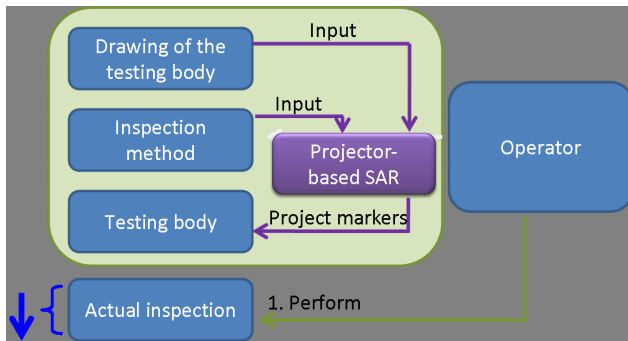 Drawing of the
testing body
Input
Input
Inspection
method
Projector-
based SAR
Operator
Testing body
Project markers
Actual inspection
1. Perform